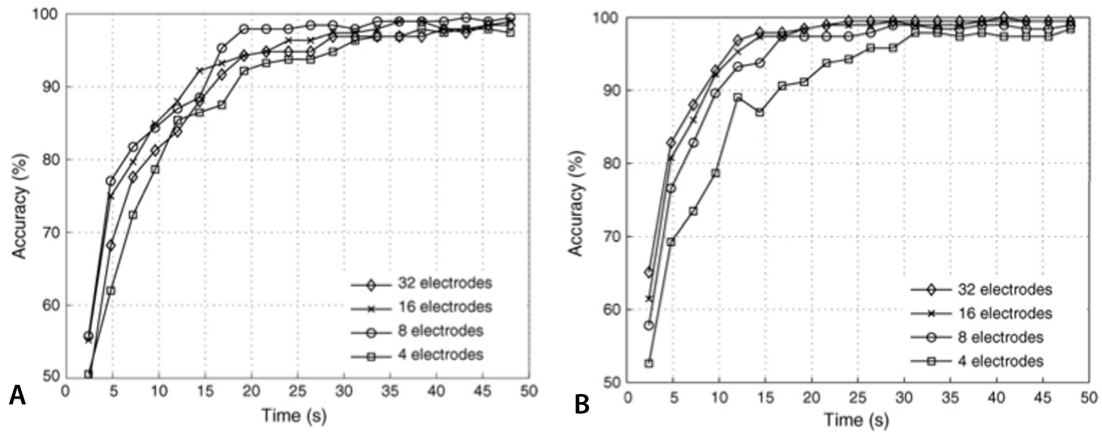 100
90
80
70
60
50
Accuracy (%)
0 5 10 15 20 25 30 35 40 45 50
Time (s)
32 electrodes
16 electrodes
8 electrodes
4 electrodes
A
100
90
80
70
60
50
Accuracy (%)
0 5 10 15 20 25 30 35 40 45 50
Time (s)
32 electrodes
16 electrodes
8 electrodes
4 electrodes
B